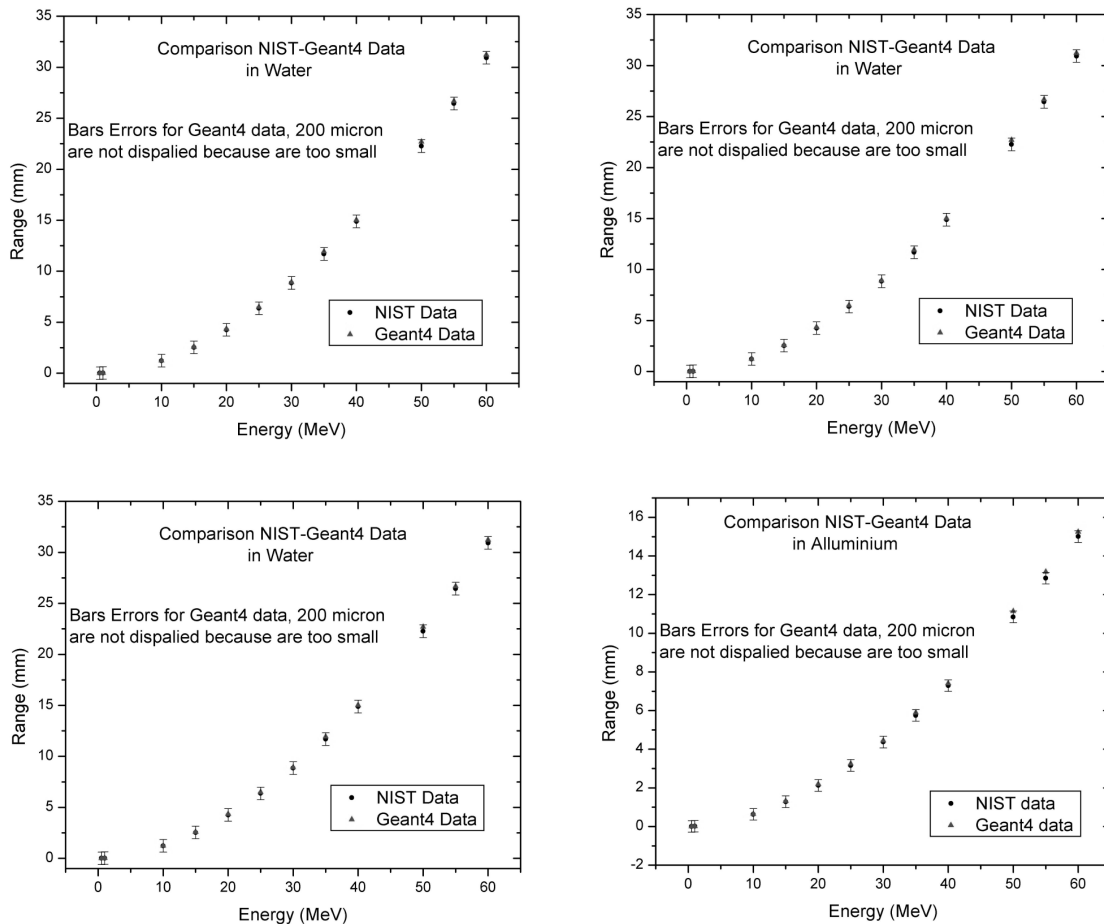 Comparison NIST-Geant4 Data
in Water
Bars Errors for Geant4 data, 200 micron
are not dispalied because are too small
NIST Data
Geant4 Data
Range (mm)
35
30
25
20
15
10
5
0
0 10 20 30 40 50 60
Energy (MeV)
Comparison NIST-Geant4 Data
in Water
Bars Errors for Geant4 data, 200 micron
are not dispalied because are too small
NIST Data
Geant4 Data
Range (mm)
35
30
25
20
15
10
5
0
0 10 20 30 40 50 60
Energy (MeV)
Comparison NIST-Geant4 Data
in Water
Bars Errors for Geant4 data, 200 micron
are not dispalied because are too small
NIST Data
Geant4 Data
Range (mm)
35
30
25
20
15
10
5
0
0 10 20 30 40 50 60
Energy (MeV)
Comparison NIST-Geant4 Data
in Alluminium
Bars Errors for Geant4 data, 200 micron
are not dispalied because are too small
NIST data
Geant4 data
Range (mm)
16
14
12
10
8
6
4
2
0
-2
0 10 20 30 40 50 60
Energy (MeV)